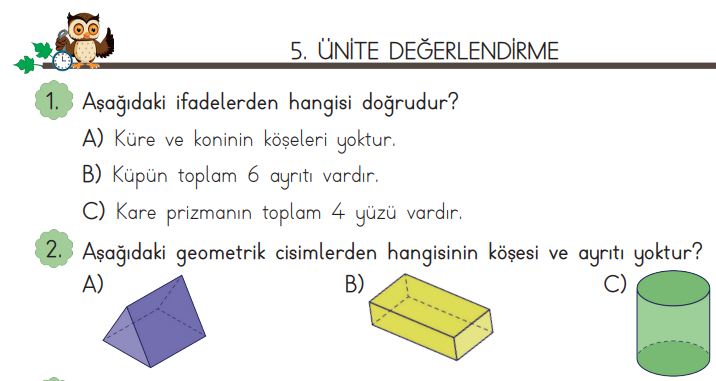 5. ÜNİTE DEĞERLENDİRME
1. Aşağıdaki ifadelerden hangisi doğrudur?
A) Küre ve koninin köşeleri yoktur.
B) Küpün toplam 6 ayrıtı vardır.
C) Kare prizmanın toplam 4 yüzü vardır.
2. Aşağıdaki geometrik cisimlerden hangisinin köşesi ve ayrıtı yoktur?
A) B) C)